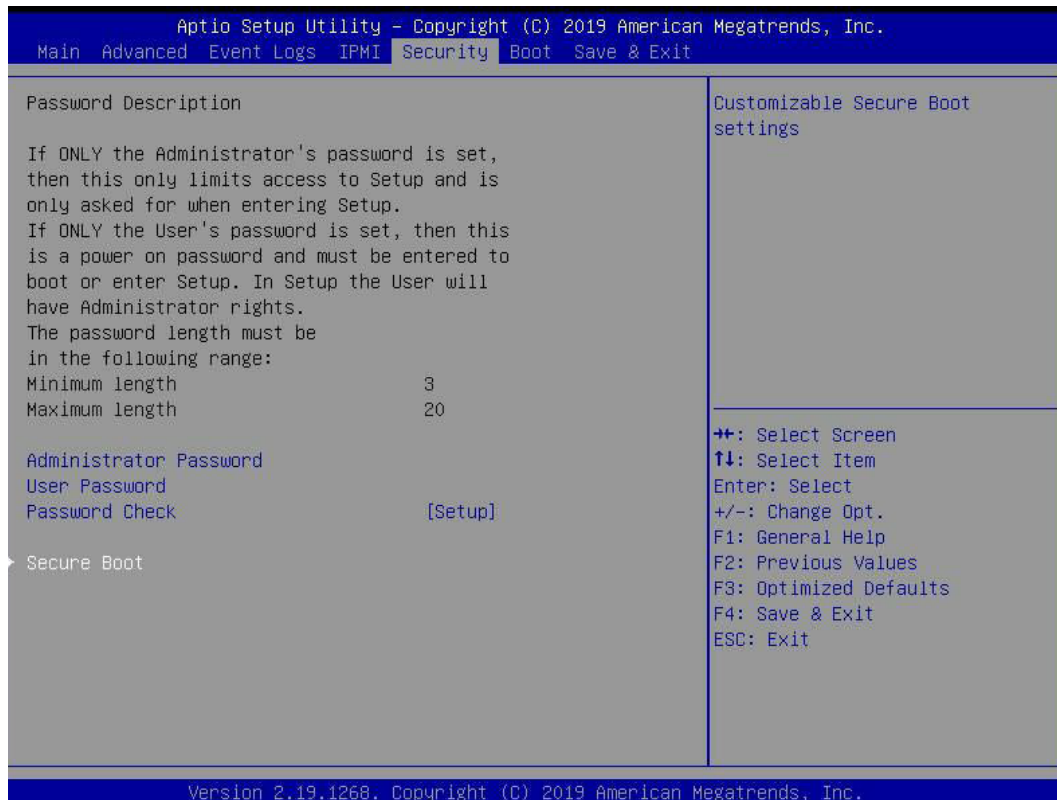 Aptio Setup Utility – Copyright (C) 2019 American Megatrends, Inc.
Main Advanced Event Logs IPMI Security Boot Save & Exit
Password Description
If ONLY the Administrator's password is set,
then this only limits access to Setup and is
only asked for when entering Setup.
If ONLY the User's password is set, then this
is a power on password and must be entered to
boot or enter Setup. In Setup the User will
have Administrator rights.
The password length must be
in the following range:
Minimum length 3
Maximum length 20
Administrator Password
User Password
Password Check [Setup]
Secure Boot
Customizable Secure Boot
settings
→←: Select Screen
↑↓: Select Item
Enter: Select
+/-: Change Opt.
F1: General Help
F2: Previous Values
F3: Optimized Defaults
F4: Save & Exit
ESC: Exit
Version 2.19.1268. Copyright (C) 2019 American Megatrends, Inc.